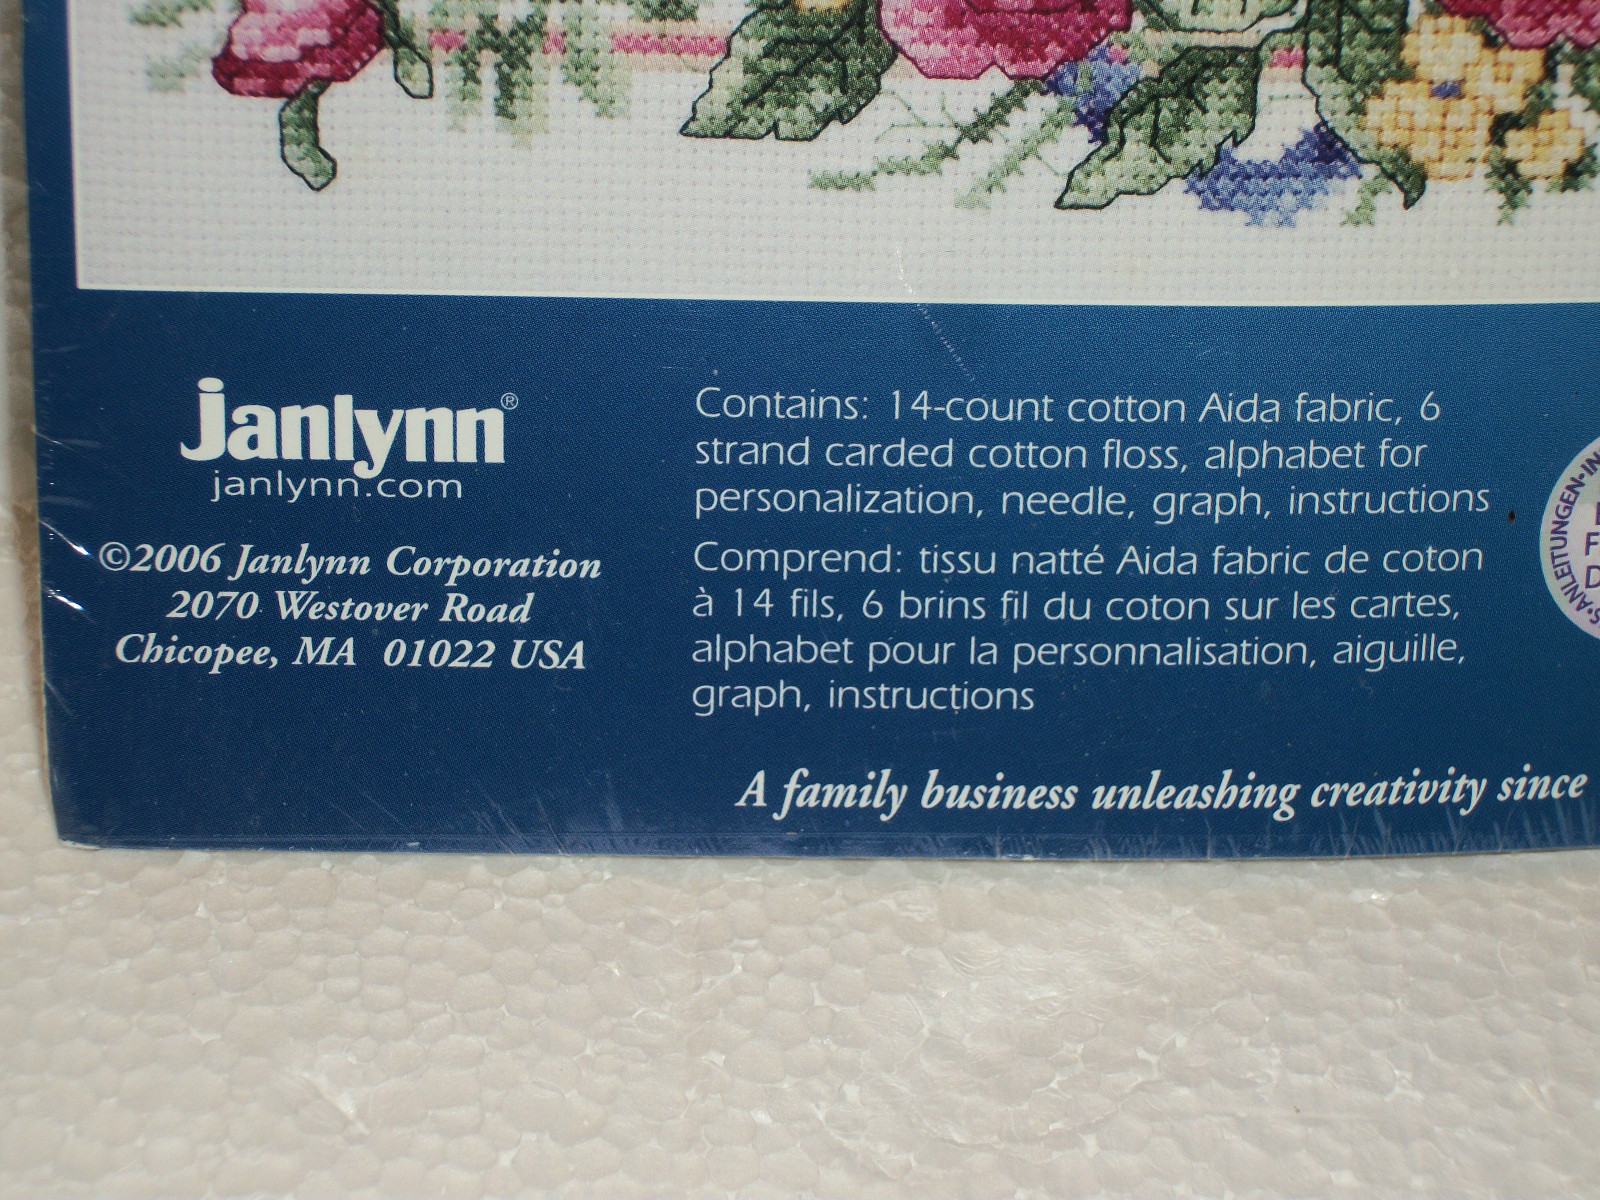 janlynn®
janlynn.com
©2006 Janlynn Corporation
2070 Westover Road
Chicopee, MA 01022 USA
Contains: 14-count cotton Aida fabric, 6
strand carded cotton floss, alphabet for
personalization, needle, graph, instructions
Comprend: tissu natté Aida fabric de coton
à 14 fils, 6 brins fil du coton sur les cartes,
alphabet pour la personnalisation, aiguille,
graph, instructions
A family business unleashing creativity since
ANLEITUNGEN